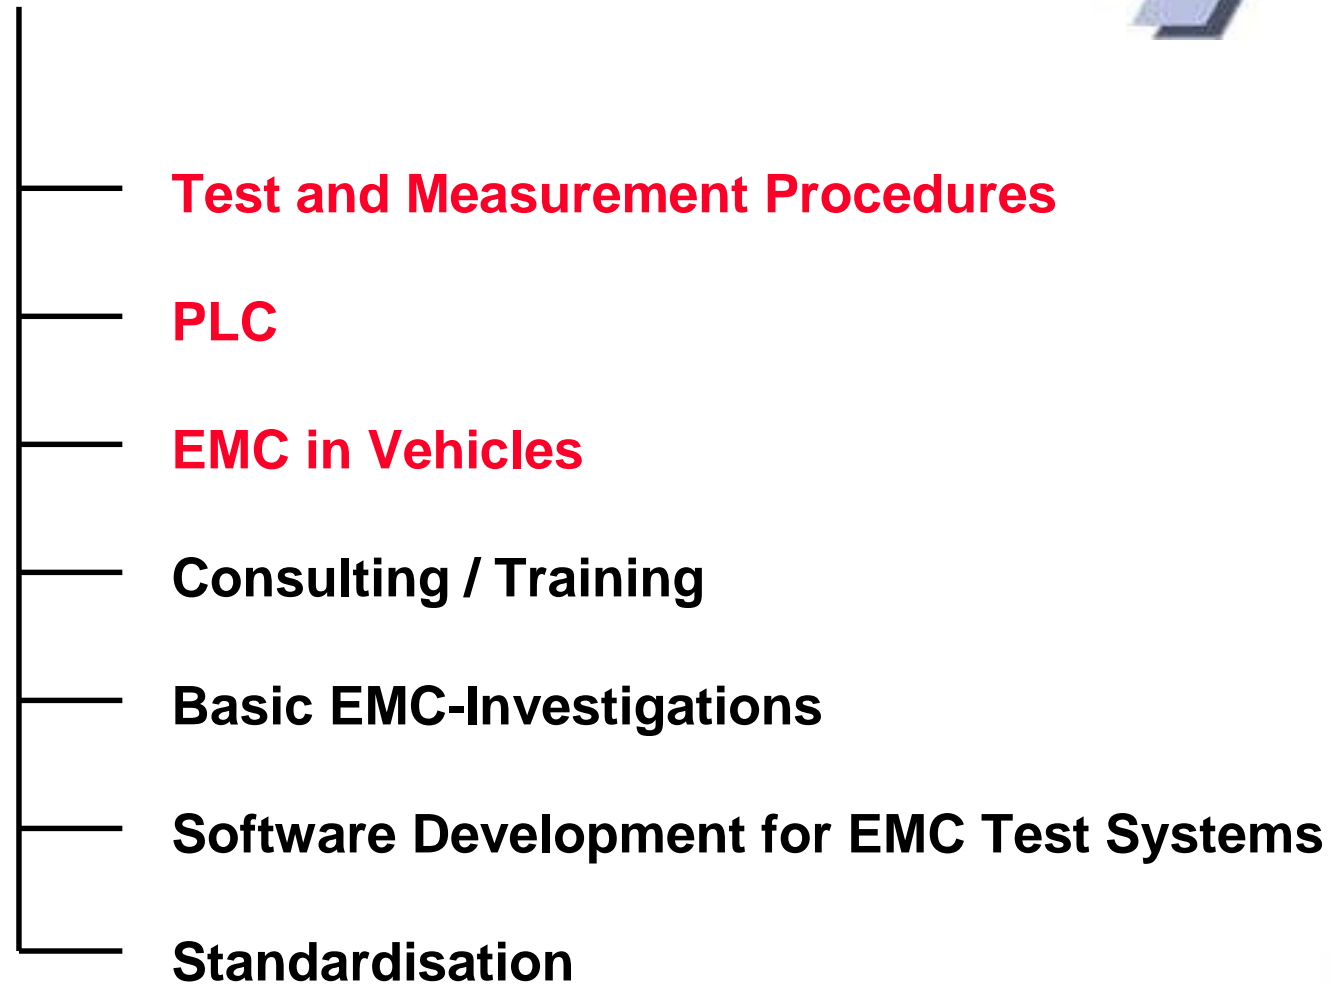 Test and Measurement Procedures
PLC
EMC in Vehicles
Consulting / Training
Basic EMC-Investigations
Software Development for EMC Test Systems
Standardisation